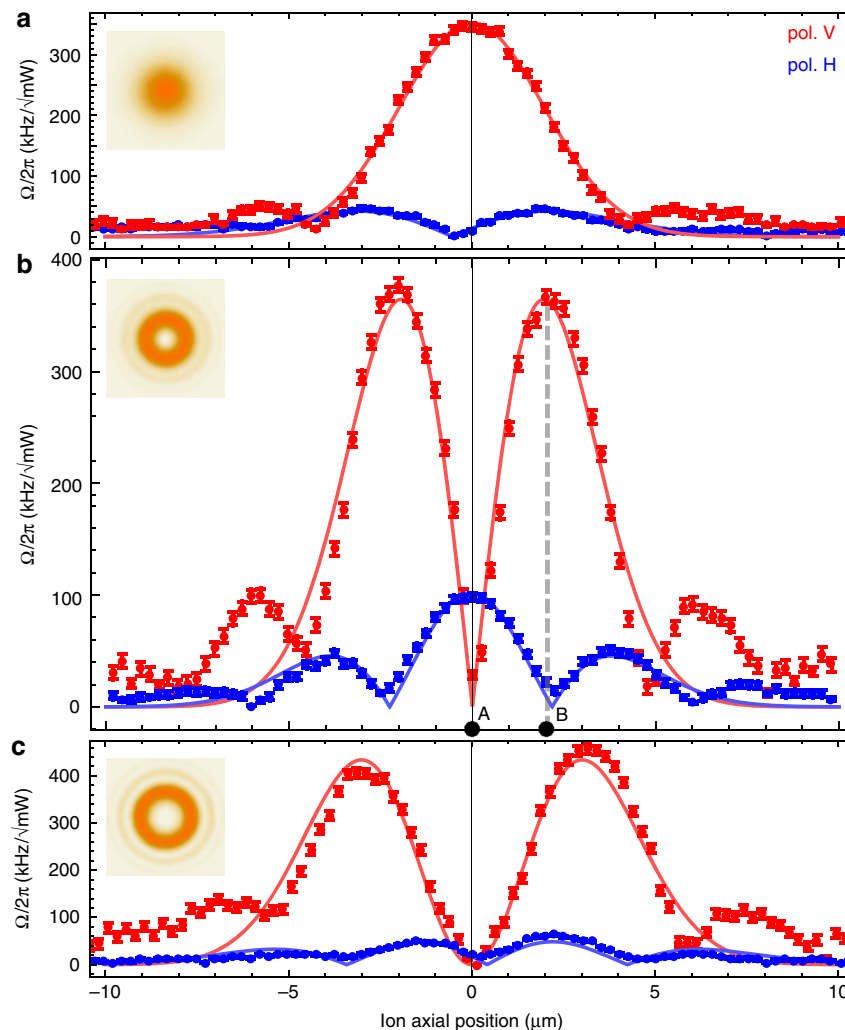 a
pol. V
pol. H
300
200
100
0
Ω/2π (kHz/√mW)
b
400
300
200
100
0
Ω/2π (kHz/√mW)
A
B
c
400
300
200
100
0
Ω/2π (kHz/√mW)
−10
−5
0
5
10
Ion axial position (μm)